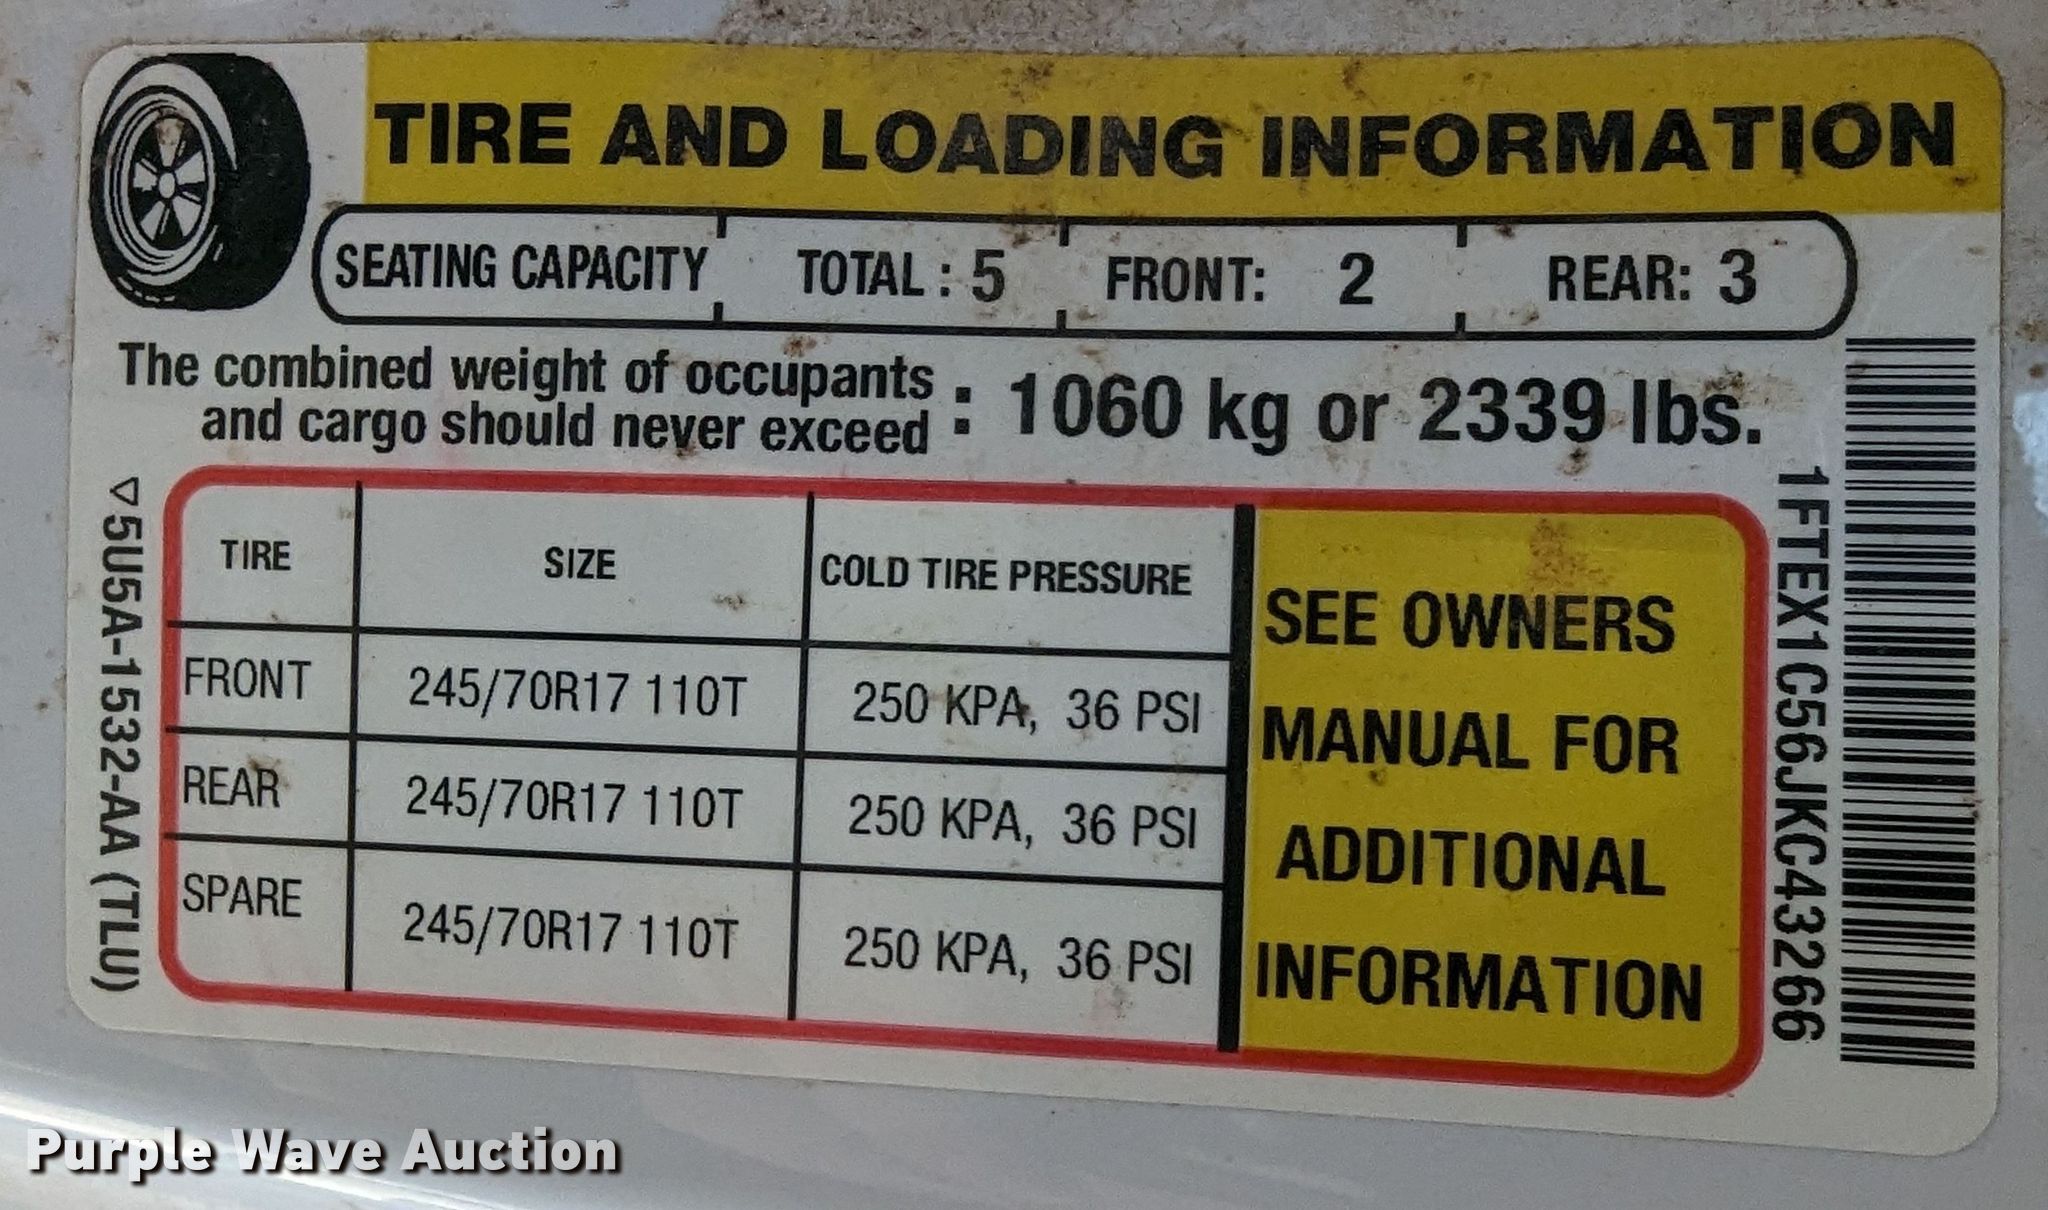 TIRE AND LOADING INFORMATION
SEATING CAPACITY TOTAL : 5 FRONT: 2 REAR: 3
The combined weight of occupants
and cargo should never exceed : 1060 kg or 2339 lbs.
TIRE SIZE COLD TIRE PRESSURE
FRONT 245/70R17 110T 250 KPA, 36 PSI
REAR 245/70R17 110T 250 KPA, 36 PSI
SPARE 245/70R17 110T 250 KPA, 36 PSI
SEE OWNERS
MANUAL FOR
ADDITIONAL
INFORMATION
5U5A-1532-AA (TLU)
1FTEX1C56JKC43266
Purple Wave Auction